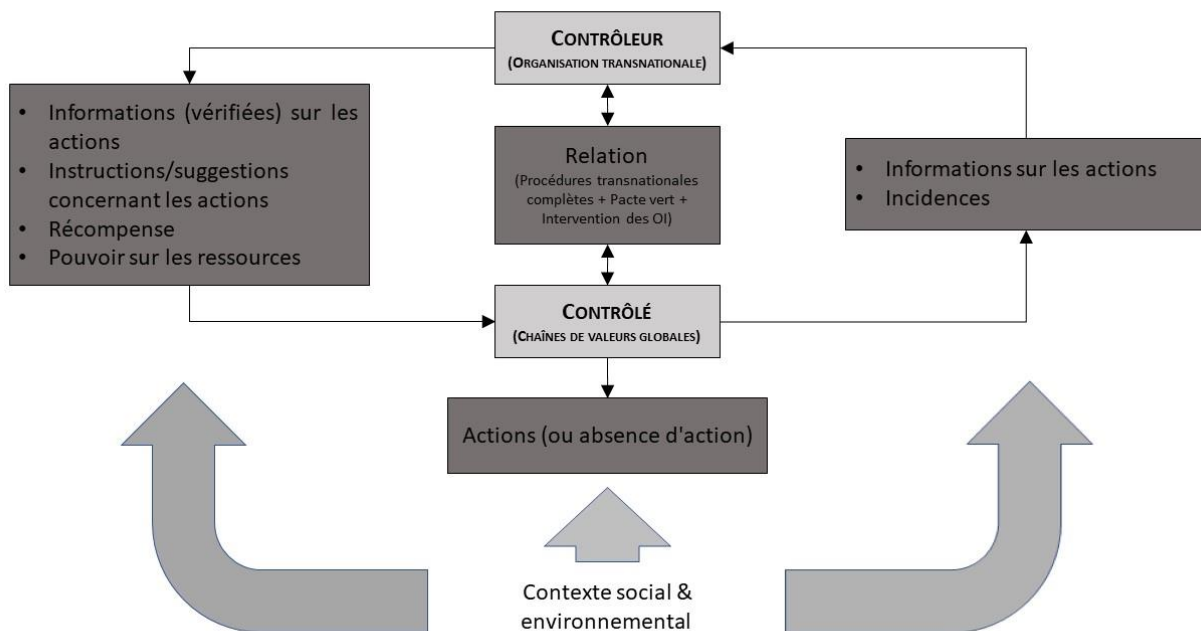 CONTRÔLEUR
(ORGANISATION TRANSNATIONALE)
• Informations (vérifiées) sur les
actions
• Instructions/suggestions
concernant les actions
• Récompense
• Pouvoir sur les ressources
Relation
(Procédures transnationales
complètes + Pacte vert +
Intervention des OI)
• Informations sur les actions
• Incidences
CONTRÔLÉ
(CHAÎNES DE VALEURS GLOBALES)
Actions (ou absence d'action)
Contexte social &
environnemental